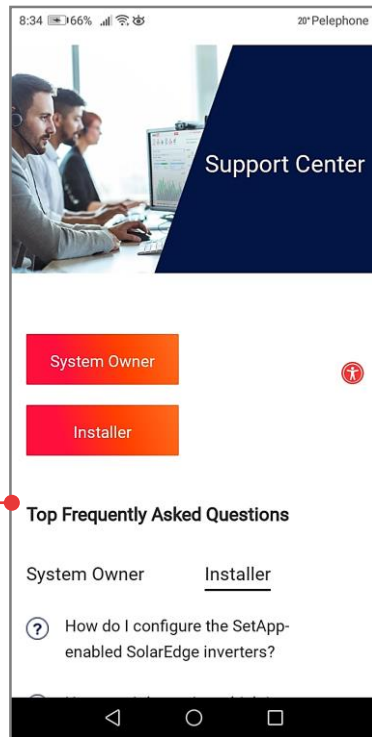 8:34 66% 20° Pelephone
Support Center
System Owner
Installer
Top Frequently Asked Questions
System Owner Installer
How do I configure the SetApp-
enabled SolarEdge inverters?